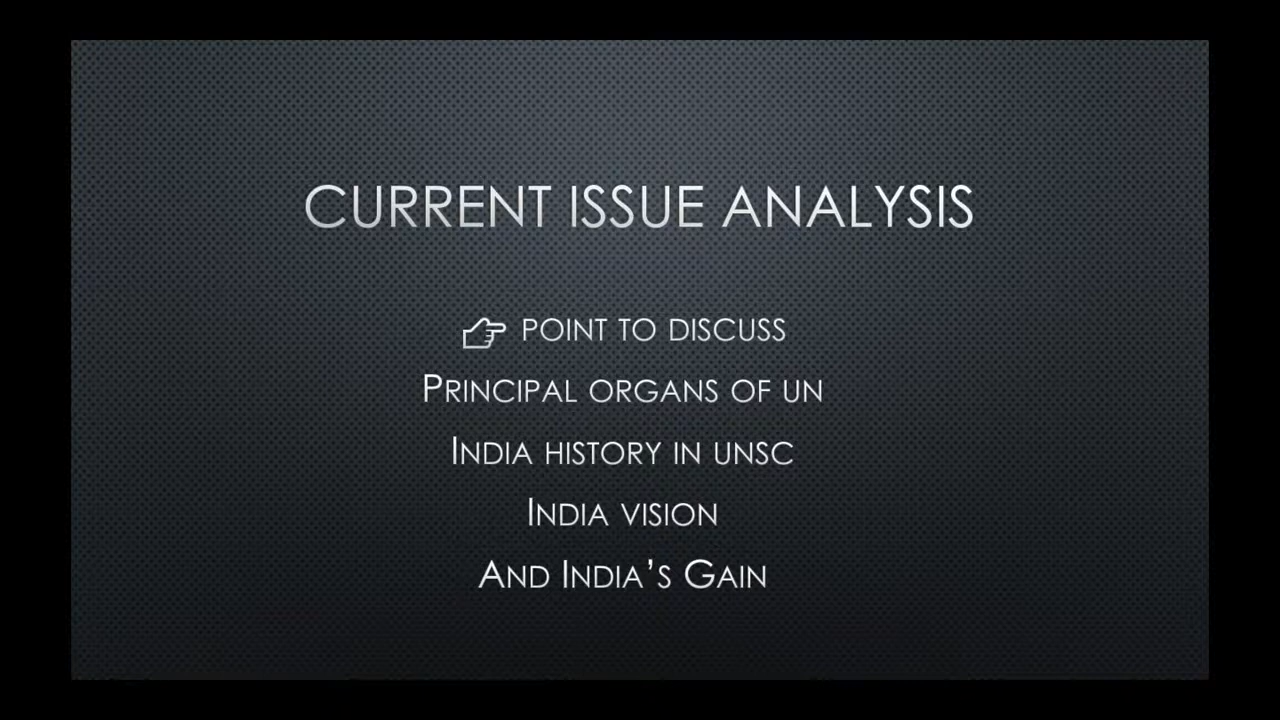 CURRENT ISSUE ANALYSIS
☞ POINT TO DISCUSS
PRINCIPAL ORGANS OF UN
INDIA HISTORY IN UNSC
INDIA VISION
AND INDIA'S GAIN